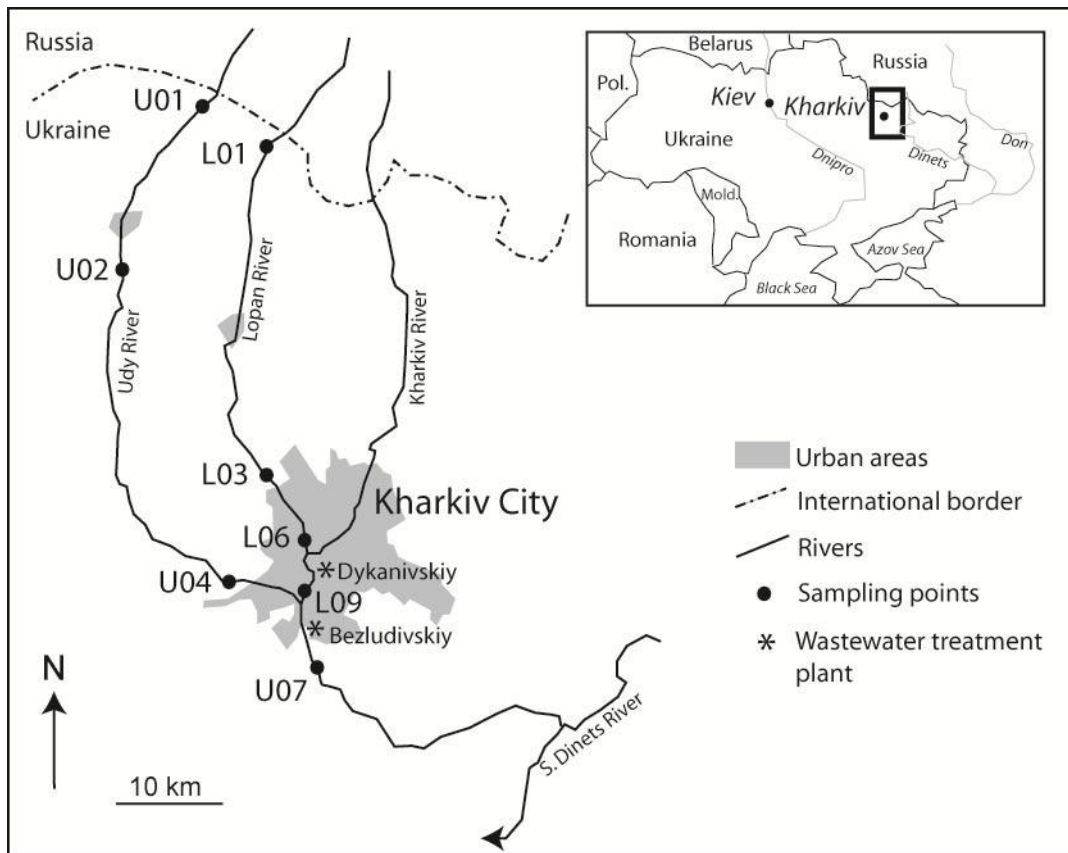 Russia
U01
Ukraine
L01
U02
Udy River
Lopan River
Kharkiv River
L03
Kharkiv City
L06
Dykanivskiy
U04
L09
Bezludivskiy
U07
S. Dinets River
N
10 km
Belarus
Russia
Pol.
Kiev
Kharkiv
Ukraine
Dnipro
Dinets
Don
Mold.
Romania
Azov Sea
Black Sea
Urban areas
International border
Rivers
Sampling points
Wastewater treatment
plant